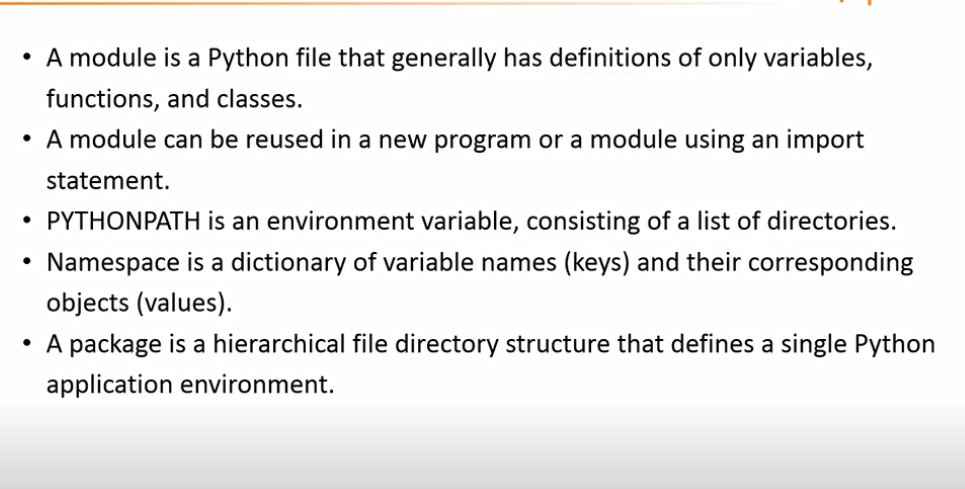 • A module is a Python file that generally has definitions of only variables,
functions, and classes.
• A module can be reused in a new program or a module using an import
statement.
• PYTHONPATH is an environment variable, consisting of a list of directories.
• Namespace is a dictionary of variable names (keys) and their corresponding
objects (values).
• A package is a hierarchical file directory structure that defines a single Python
application environment.